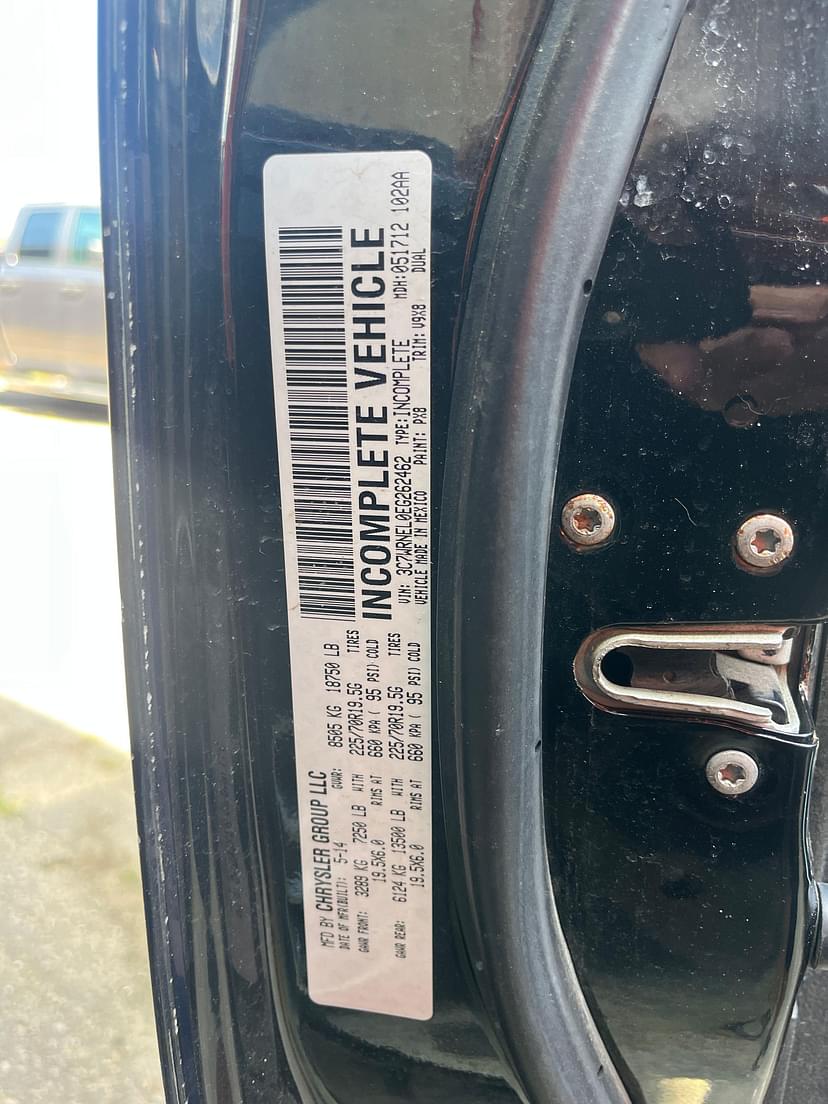 MFD BY CHRYSLER GROUP LLC
DATE OF MFR(BUILT): 5-14 GVWR: 8505 KG 18750 LB
GAWR FRONT: 3289 KG 7250 LB WITH 225/70R19.5G TIRES
19.5X6.0 RIMS AT 660 KPA ( 95 PSI) COLD
GAWR REAR: 6124 KG 13500 LB WITH 225/70R19.5G TIRES
19.5X6.0 RIMS AT 660 KPA ( 95 PSI) COLD
INCOMPLETE VEHICLE
VIN: 3C7WRNEL0EG262462 TYPE: INCOMPLETE MDH: 051712 102AA
VEHICLE MADE IN MEXICO PAINT: PX8 TRIM: V9X8 DUAL